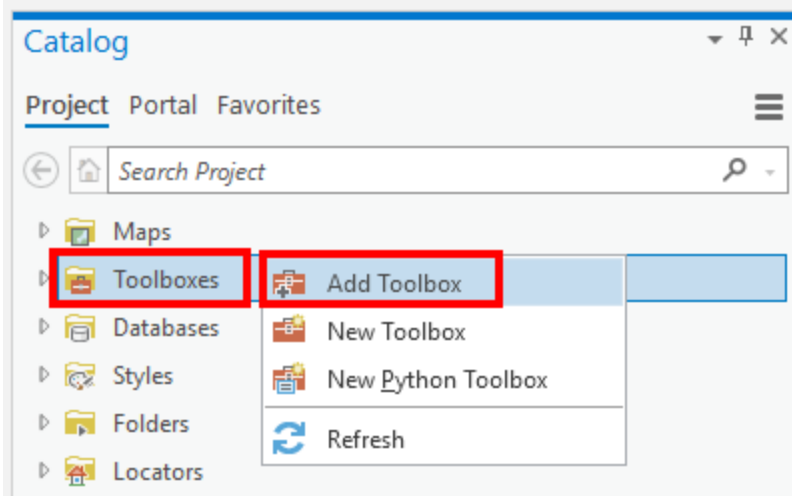 Catalog
Project Portal Favorites
Search Project
Maps
Toolboxes
Add Toolbox
Databases
New Toolbox
Styles
New Python Toolbox
Folders
Refresh
Locators